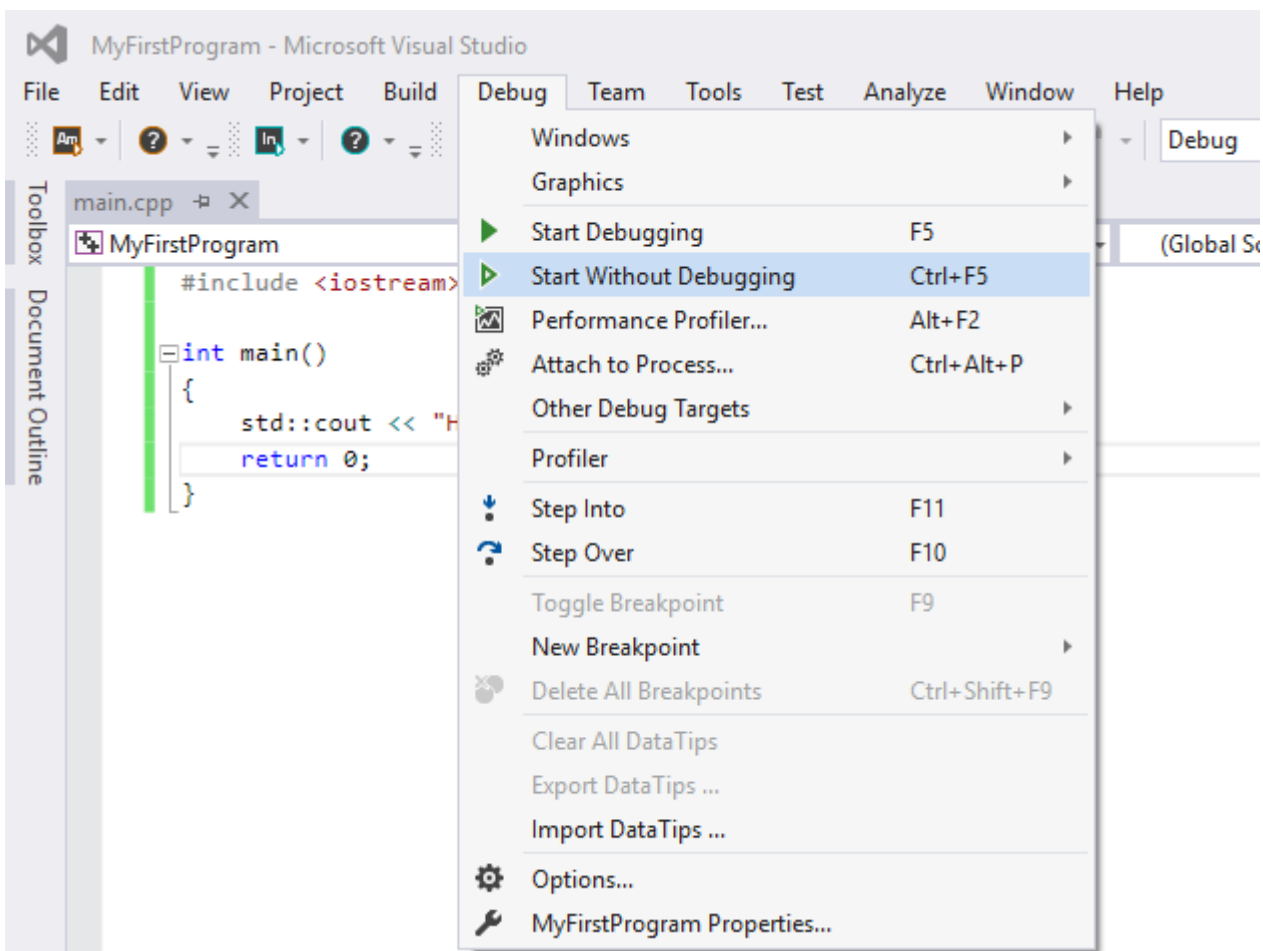 MyFirstProgram - Microsoft Visual Studio
File Edit View Project Build Debug Team Tools Test Analyze Window Help
Am ? In ? Debug
Toolbox
Document Outline
main.cpp
MyFirstProgram
(Global
#include <iostream>
int main()
{
std::cout << "H
return 0;
}
Windows
Graphics
Start Debugging F5
Start Without Debugging Ctrl+F5
Performance Profiler... Alt+F2
Attach to Process... Ctrl+Alt+P
Other Debug Targets
Profiler
Step Into F11
Step Over F10
Toggle Breakpoint F9
New Breakpoint
Delete All Breakpoints Ctrl+Shift+F9
Clear All DataTips
Export DataTips ...
Import DataTips ...
Options...
MyFirstProgram Properties...